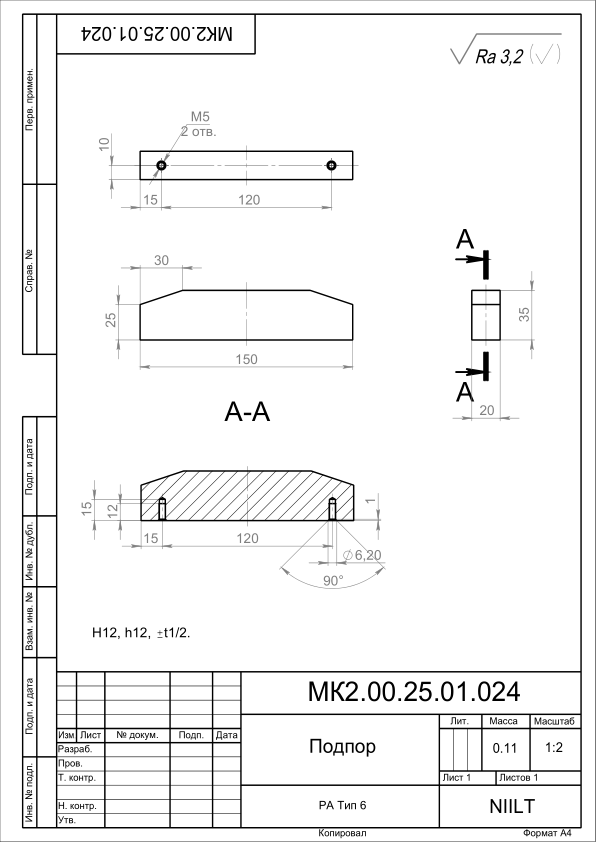 МК2.00.25.01.024
Ra 3,2 (√)
Перв. примен.
Справ. №
Подп. и дата
Инв. № дубл.
Взам. инв. №
Подп. и дата
Инв. № подл.
M5
2 отв.
10
15
120
30
25
150
A
A
35
20
A-A
15
12
15
120
1
∅6,20
90°
H12, h12, ±t1/2.
МК2.00.25.01.024
Изм Лист № докум. Подп. Дата
Разраб.
Пров.
Т. контр.
Н. контр.
Утв.
Подпор
Лит. Масса Масштаб
0.11 1:2
Лист 1 Листов 1
РА Тип 6
NIILT
Копировал Формат А4